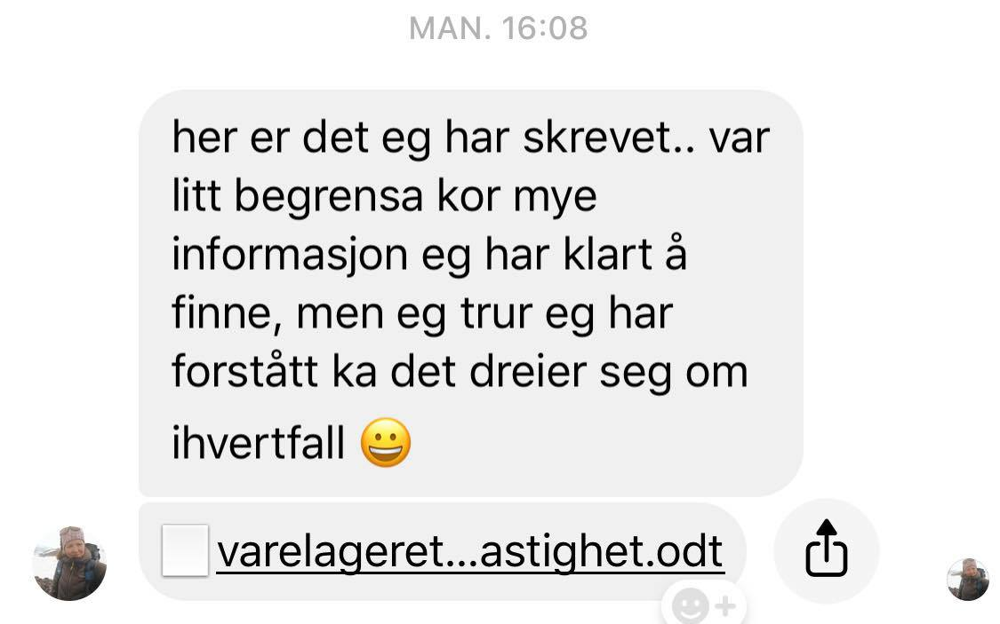 MAN. 16:08
her er det eg har skrevet.. var
litt begrensa kor mye
informasjon eg har klart å
finne, men eg trur eg har
forstått ka det dreier seg om
ihvertfall 😀
varelageret...astighet.odt